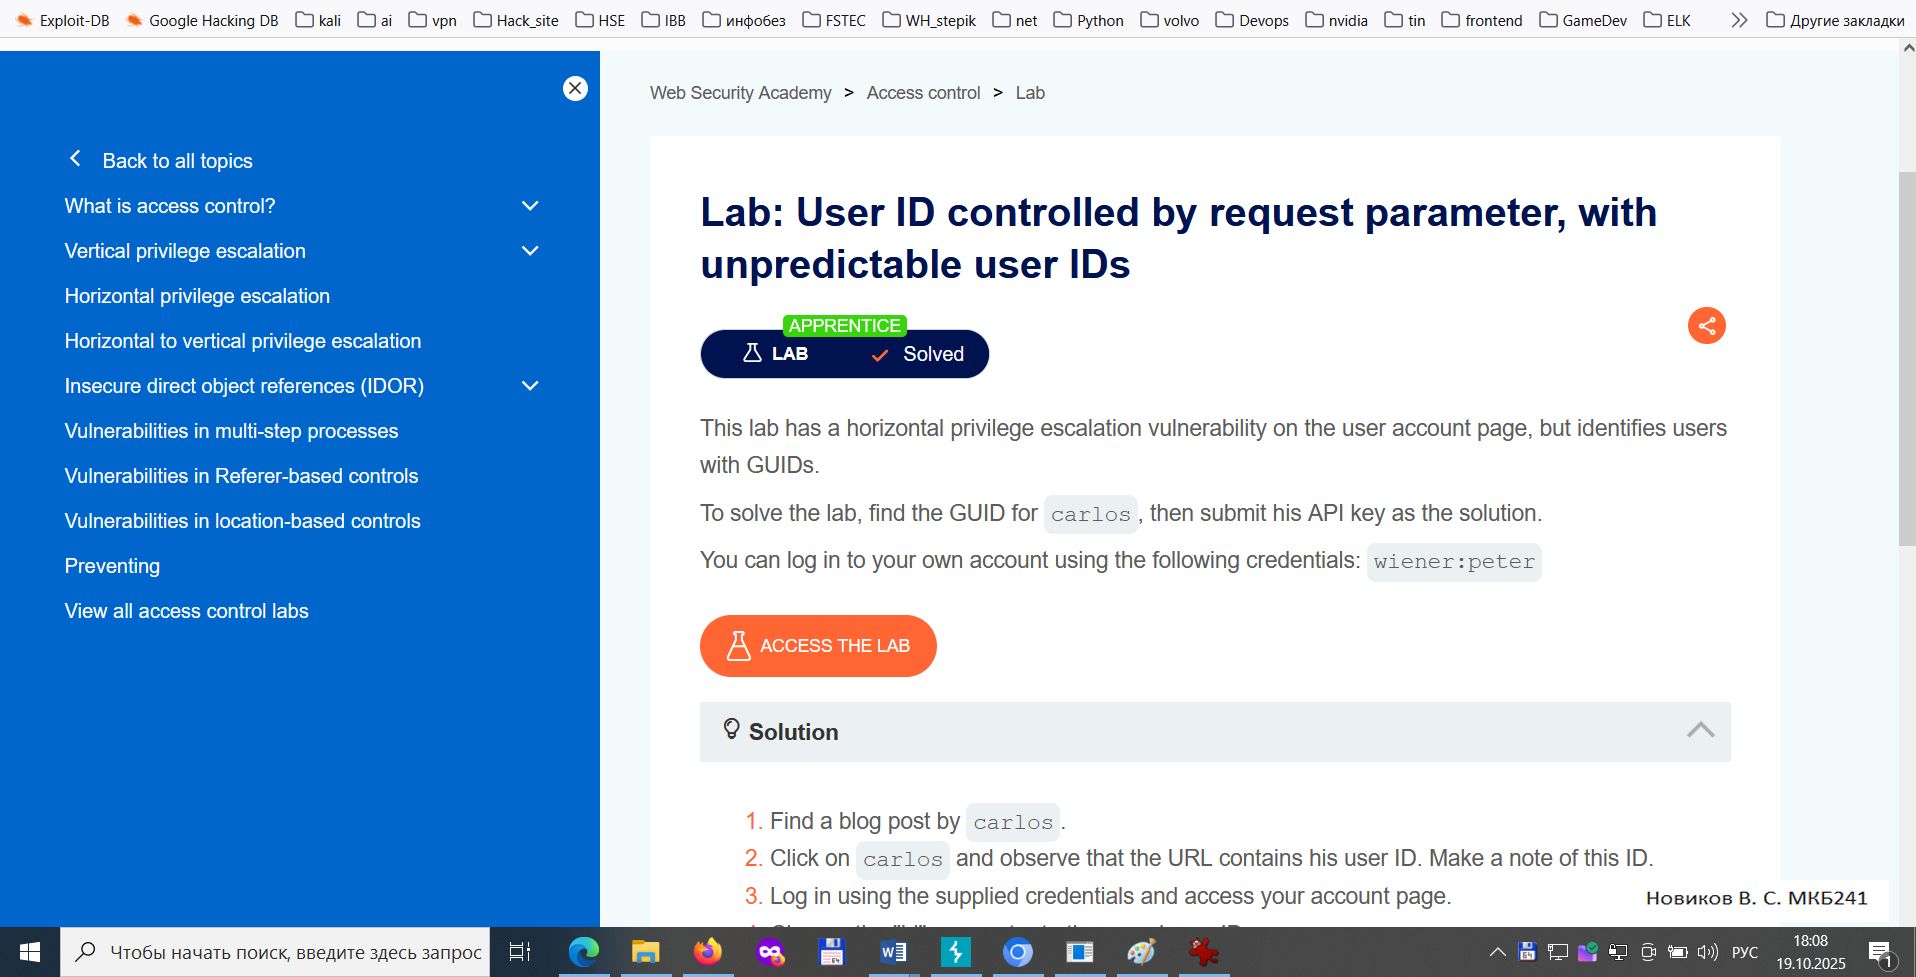 Exploit-DB Google Hacking DB kali ai vpn Hack_site HSE IBB инфобез FSTEC WH_stepik net Python volvo Devops nvidia tin frontend GameDev ELK Другие закладки
Web Security Academy > Access control > Lab
Back to all topics
What is access control?
Vertical privilege escalation
Horizontal privilege escalation
Horizontal to vertical privilege escalation
Insecure direct object references (IDOR)
Vulnerabilities in multi-step processes
Vulnerabilities in Referer-based controls
Vulnerabilities in location-based controls
Preventing
View all access control labs
Lab: User ID controlled by request parameter, with
unpredictable user IDs
APPRENTICE
LAB Solved
This lab has a horizontal privilege escalation vulnerability on the user account page, but identifies users
with GUIDs.
To solve the lab, find the GUID for carlos, then submit his API key as the solution.
You can log in to your own account using the following credentials: wiener:peter
ACCESS THE LAB
Solution
1. Find a blog post by carlos.
2. Click on carlos and observe that the URL contains his user ID. Make a note of this ID.
3. Log in using the supplied credentials and access your account page.
Новиков В. С. МКБ241
Чтобы начать поиск, введите здесь запрос
64
64
РУС
18:08
19.10.2025
1